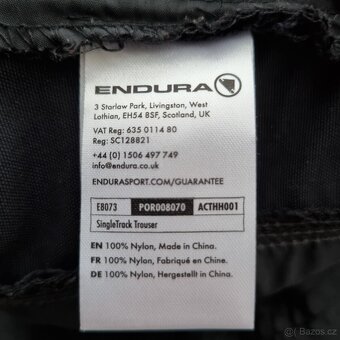 ENDURA
3 Starlaw Park, Livingston, West
Lothian, EH54 8SF, Scotland, UK
VAT Reg: 635 0114 80
Reg: SC128821
+44 (0) 1506 497 749
info@endura.co.uk
ENDURASPORT.COM/GUARANTEE
E8073 POR008070 ACTHH001
SingleTrack Trouser
EN 100% Nylon, Made in China.
FR 100% Nylon, Fabriqué en Chine.
DE 100% Nylon, Hergestellt in China.
© Bazos.cz